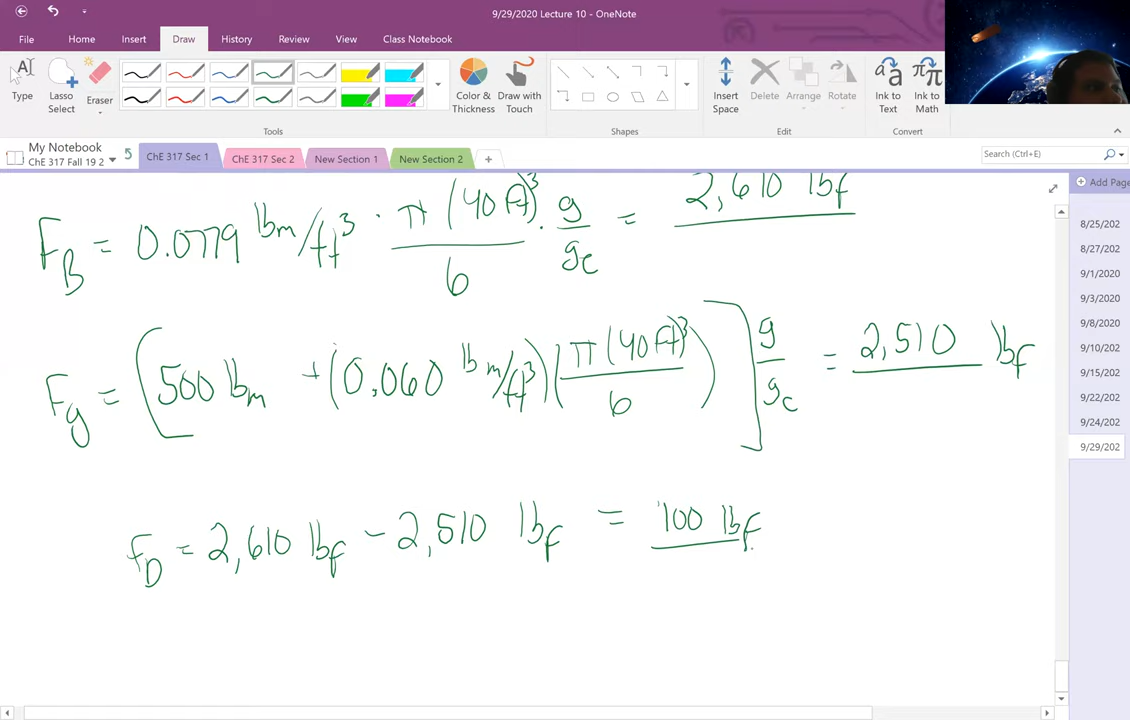 9/29/2020 Lecture 10 - OneNote
File Home Insert Draw History Review View Class Notebook
Type Lasso Select Eraser Color & Thickness Draw with Touch Insert Space Delete Arrange Rotate Ink to Text Ink to Math
Tools Shapes Edit Convert
My Notebook
ChE 317 Fall 19 2
ChE 317 Sec 1 ChE 317 Sec 2 New Section 1 New Section 2 +
Search (Ctrl+E)
Add Page
8/25/202
8/27/202
9/1/2020
9/3/2020
9/8/2020
9/10/202
9/15/202
9/22/202
9/24/202
9/29/202
F_B = 0.0779 lbm/ft³ · π(40 ft)³/6 · g/gc = 2,610 lbf
Fg = [500 lbm + (0.060 lbm/ft³)(π(40 ft)³/6)] g/gc = 2,510 lbf
F_D = 2,610 lbf - 2,510 lbf = 100 lbf